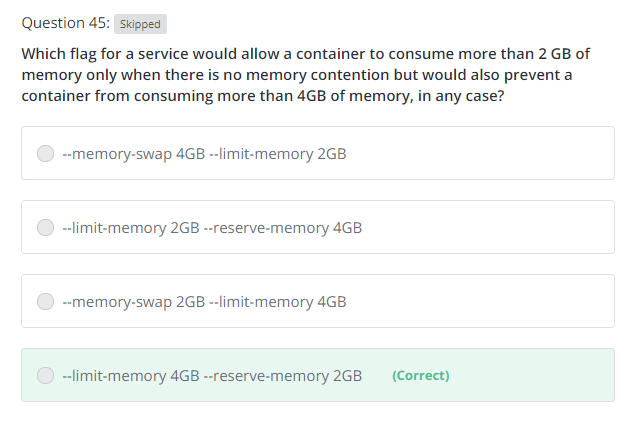 Question 45: Skipped
Which flag for a service would allow a container to consume more than 2 GB of
memory only when there is no memory contention but would also prevent a
container from consuming more than 4GB of memory, in any case?
--memory-swap 4GB --limit-memory 2GB
--limit-memory 2GB --reserve-memory 4GB
--memory-swap 2GB --limit-memory 4GB
--limit-memory 4GB --reserve-memory 2GB (Correct)